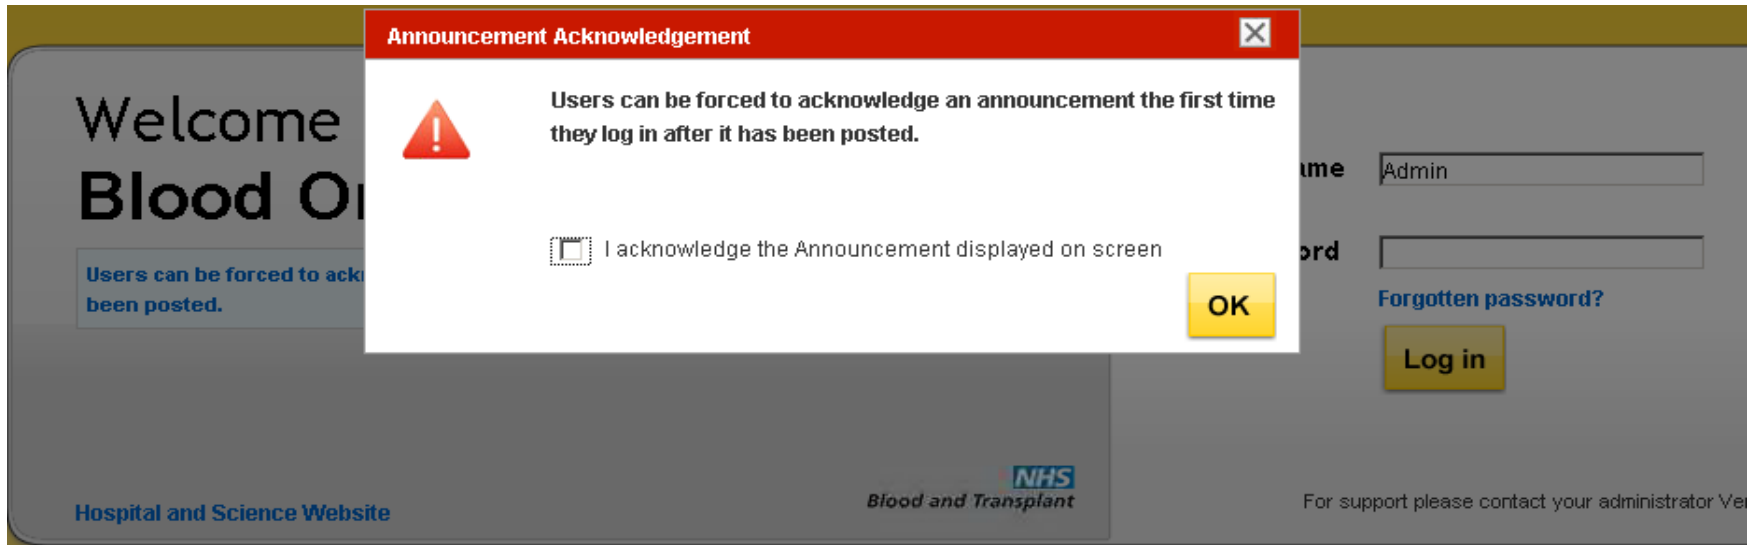 Announcement Acknowledgement
Users can be forced to acknowledge an announcement the first time
they log in after it has been posted.
I acknowledge the Announcement displayed on screen
OK
Welcome
Blood
Users can be forced to
been posted.
Hospital and Science Website
NHS
Blood and Transplant
Admin
Forgotten password?
Log in
For support please contact your administrator